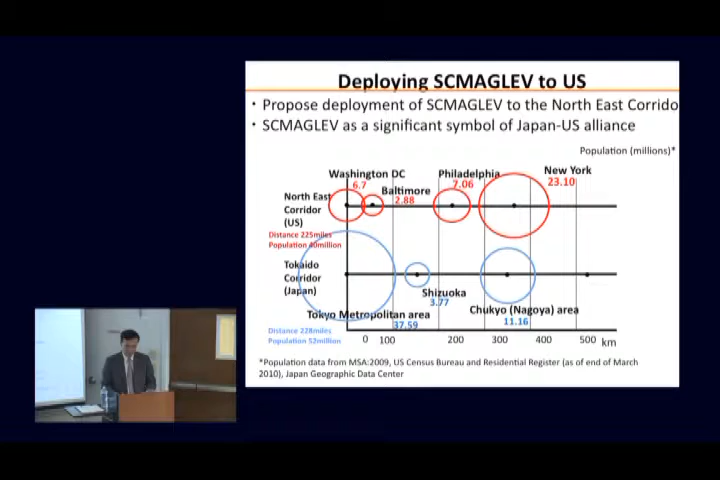 Deploying SCMAGLEV to US
• Propose deployment of SCMAGLEV to the North East Corrido
• SCMAGLEV as a significant symbol of Japan-US alliance
Population (millions)*
Washington DC
6.7
Baltimore
2.88
Philadelphia
7.06
New York
23.10
North East
Corridor
(US)
Distance 225miles
Population 40million
Tokaido
Corridor
(Japan)
Shizuoka
3.77
Tokyo Metropolitan area
37.59
Chukyo (Nagoya) area
11.16
Distance 228miles
Population 52million
0 100 200 300 400 500 km
*Population data from MSA:2009, US Census Bureau and Residential Register (as of end of March
2010), Japan Geographic Data Center